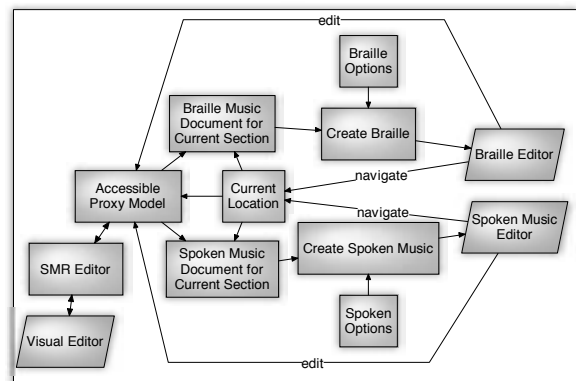 edit
Braille
Options
Braille Music
Document for
Current Section
Create Braille
Braille Editor
navigate
Accessible
Proxy Model
Current
Location
navigate
Spoken Music
Editor
Create Spoken Music
SMR Editor
Spoken Music
Document for
Current Section
Spoken
Options
Visual Editor
edit